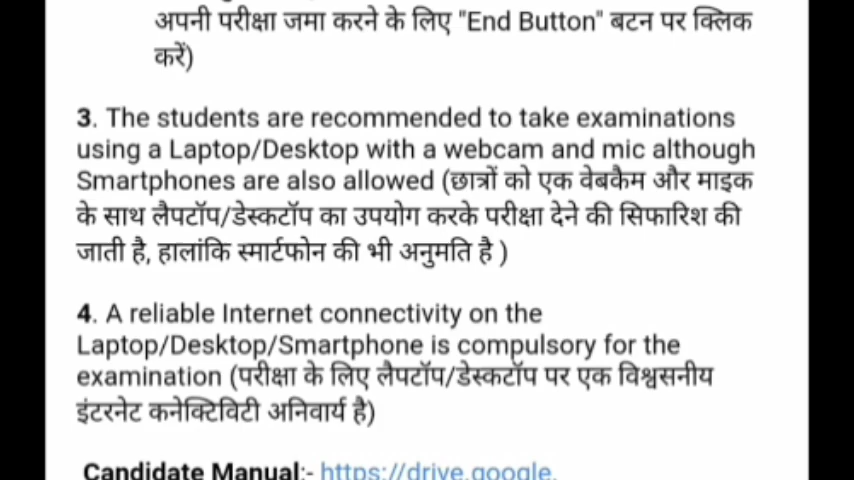 अपनी परीक्षा जमा करने के लिए "End Button" बटन पर क्लिक
करें)
3. The students are recommended to take examinations
using a Laptop/Desktop with a webcam and mic although
Smartphones are also allowed (छात्रों को एक वेबकैम और माइक
के साथ लैपटॉप/डेस्कटॉप का उपयोग करके परीक्षा देने की सिफारिश की
जाती है, हालांकि स्मार्टफोन की भी अनुमति है )
4. A reliable Internet connectivity on the
Laptop/Desktop/Smartphone is compulsory for the
examination (परीक्षा के लिए लैपटॉप/डेस्कटॉप पर एक विश्वसनीय
इंटरनेट कनेक्टिविटी अनिवार्य है)
Candidate Manual:- https://drive.google.